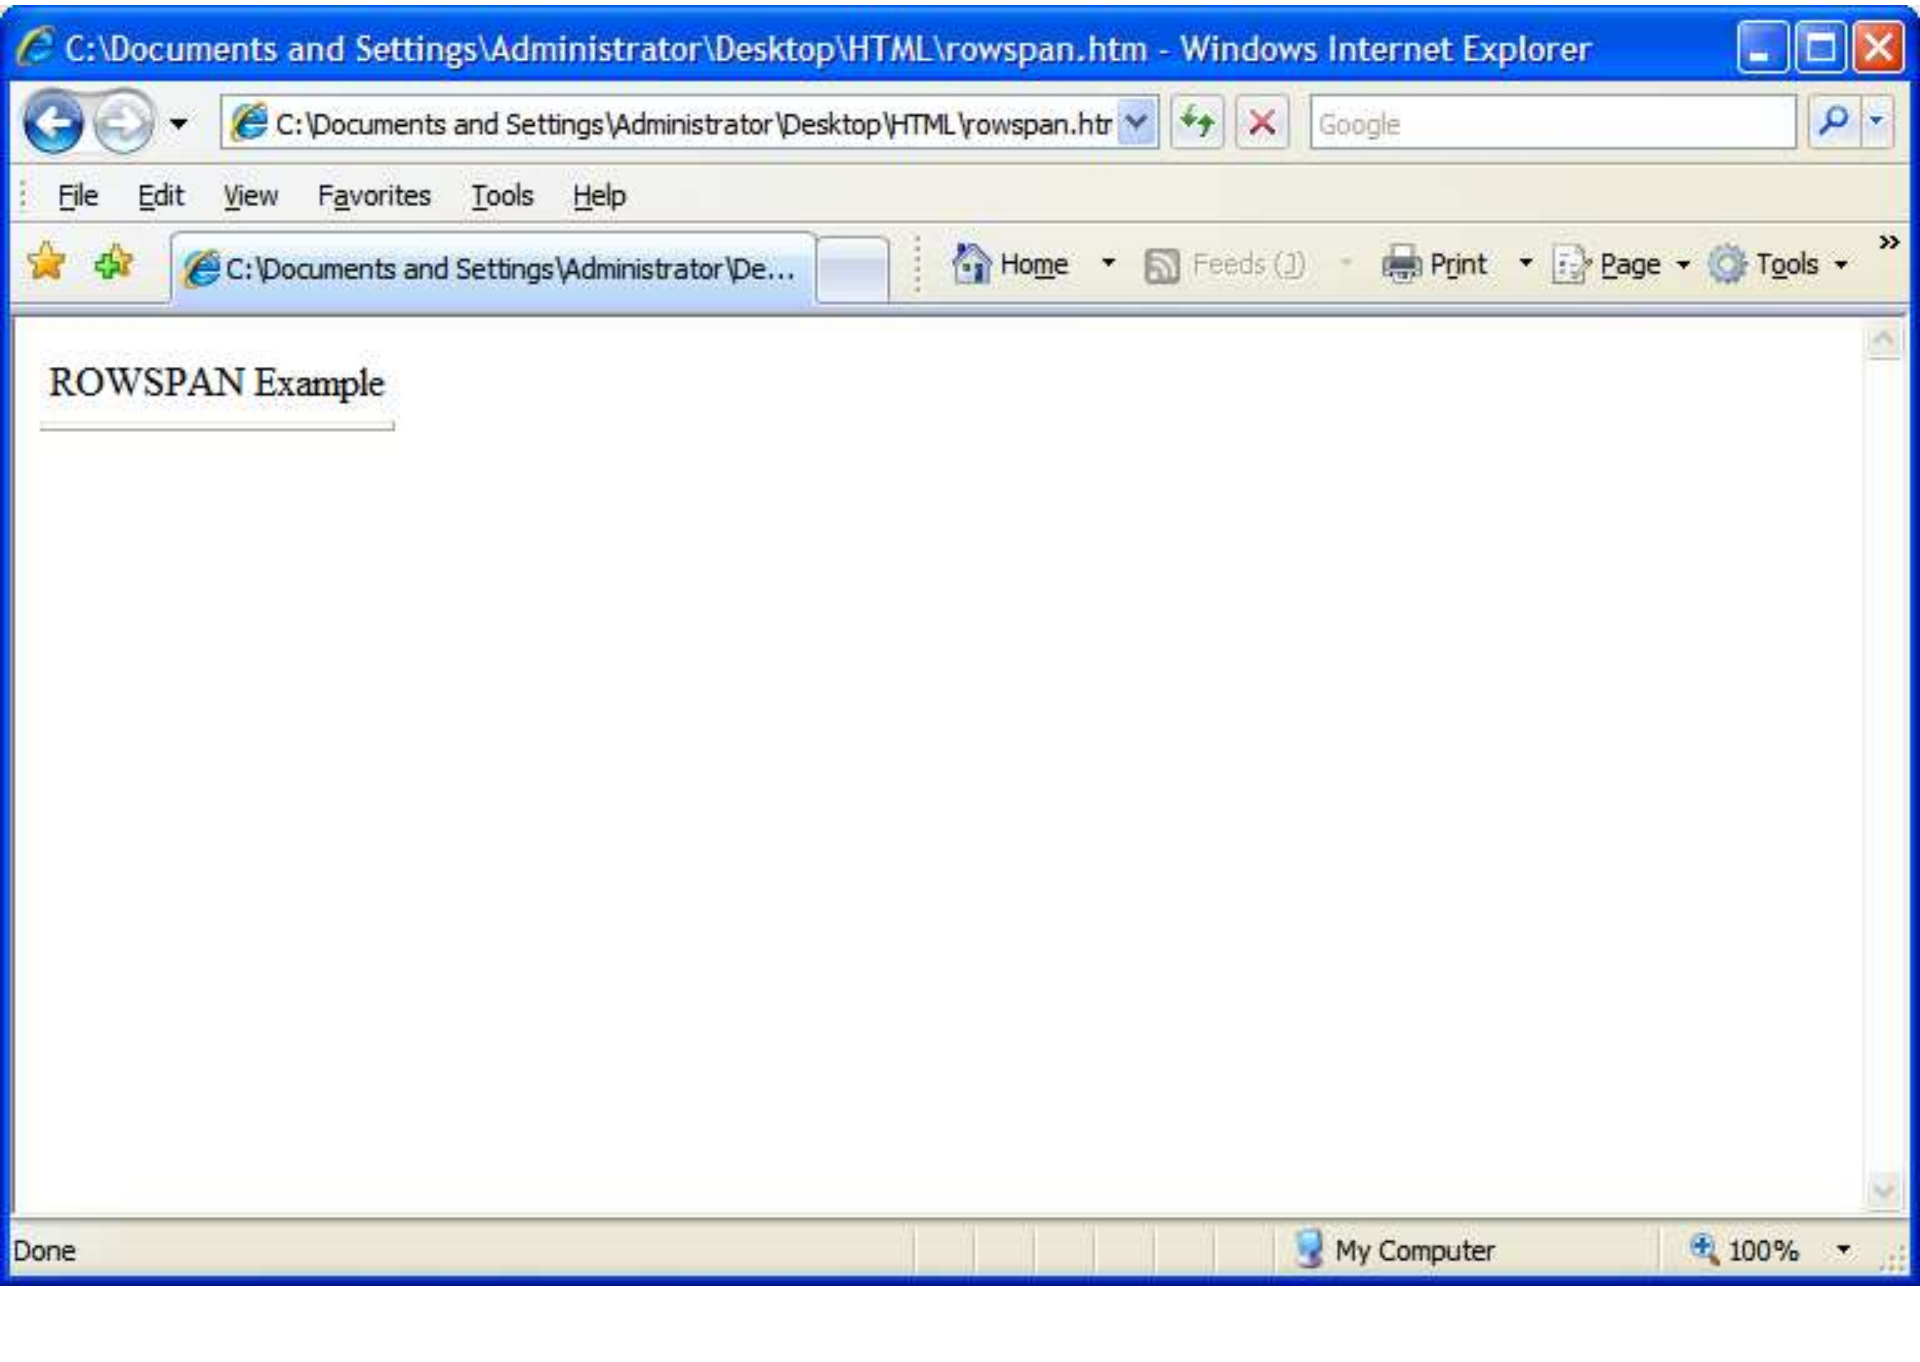 C:\Documents and Settings\Administrator\Desktop\HTML\rowspan.htm - Windows Internet Explorer
C:\Documents and Settings\Administrator\Desktop\HTML\rowspan.htr
Google
File Edit View Favorites Tools Help
C:\Documents and Settings\Administrator\De... Home Feeds (J) Print Page Tools »
ROWSPAN Example
Done My Computer 100%